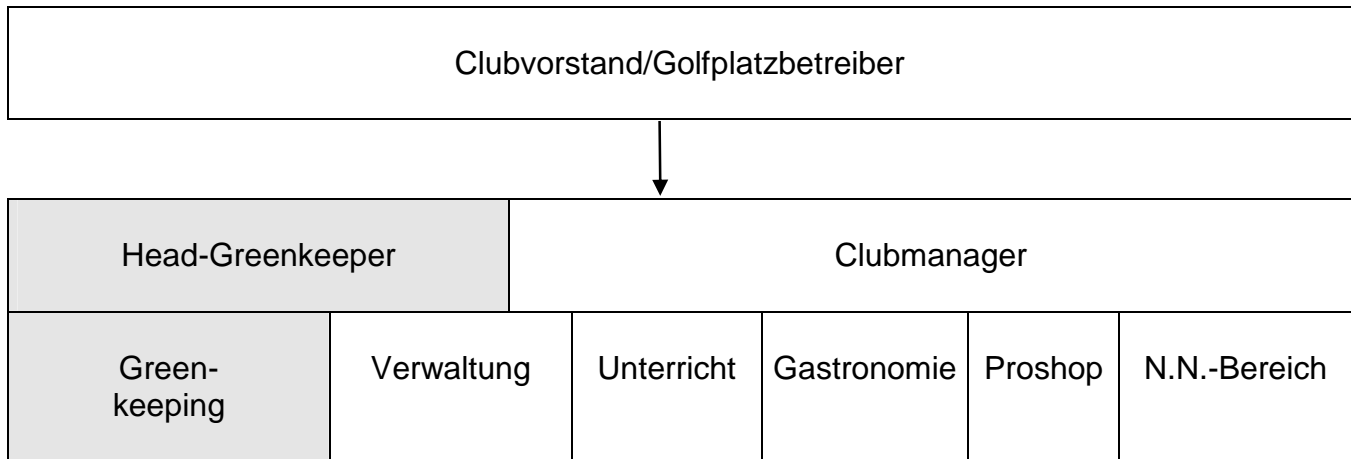 Clubvorstand/Golfplatzbetreiber
Head-Greenkeeper
Clubmanager
Green-
keeping
Verwaltung
Unterricht
Gastronomie
Proshop
N.N.-Bereich